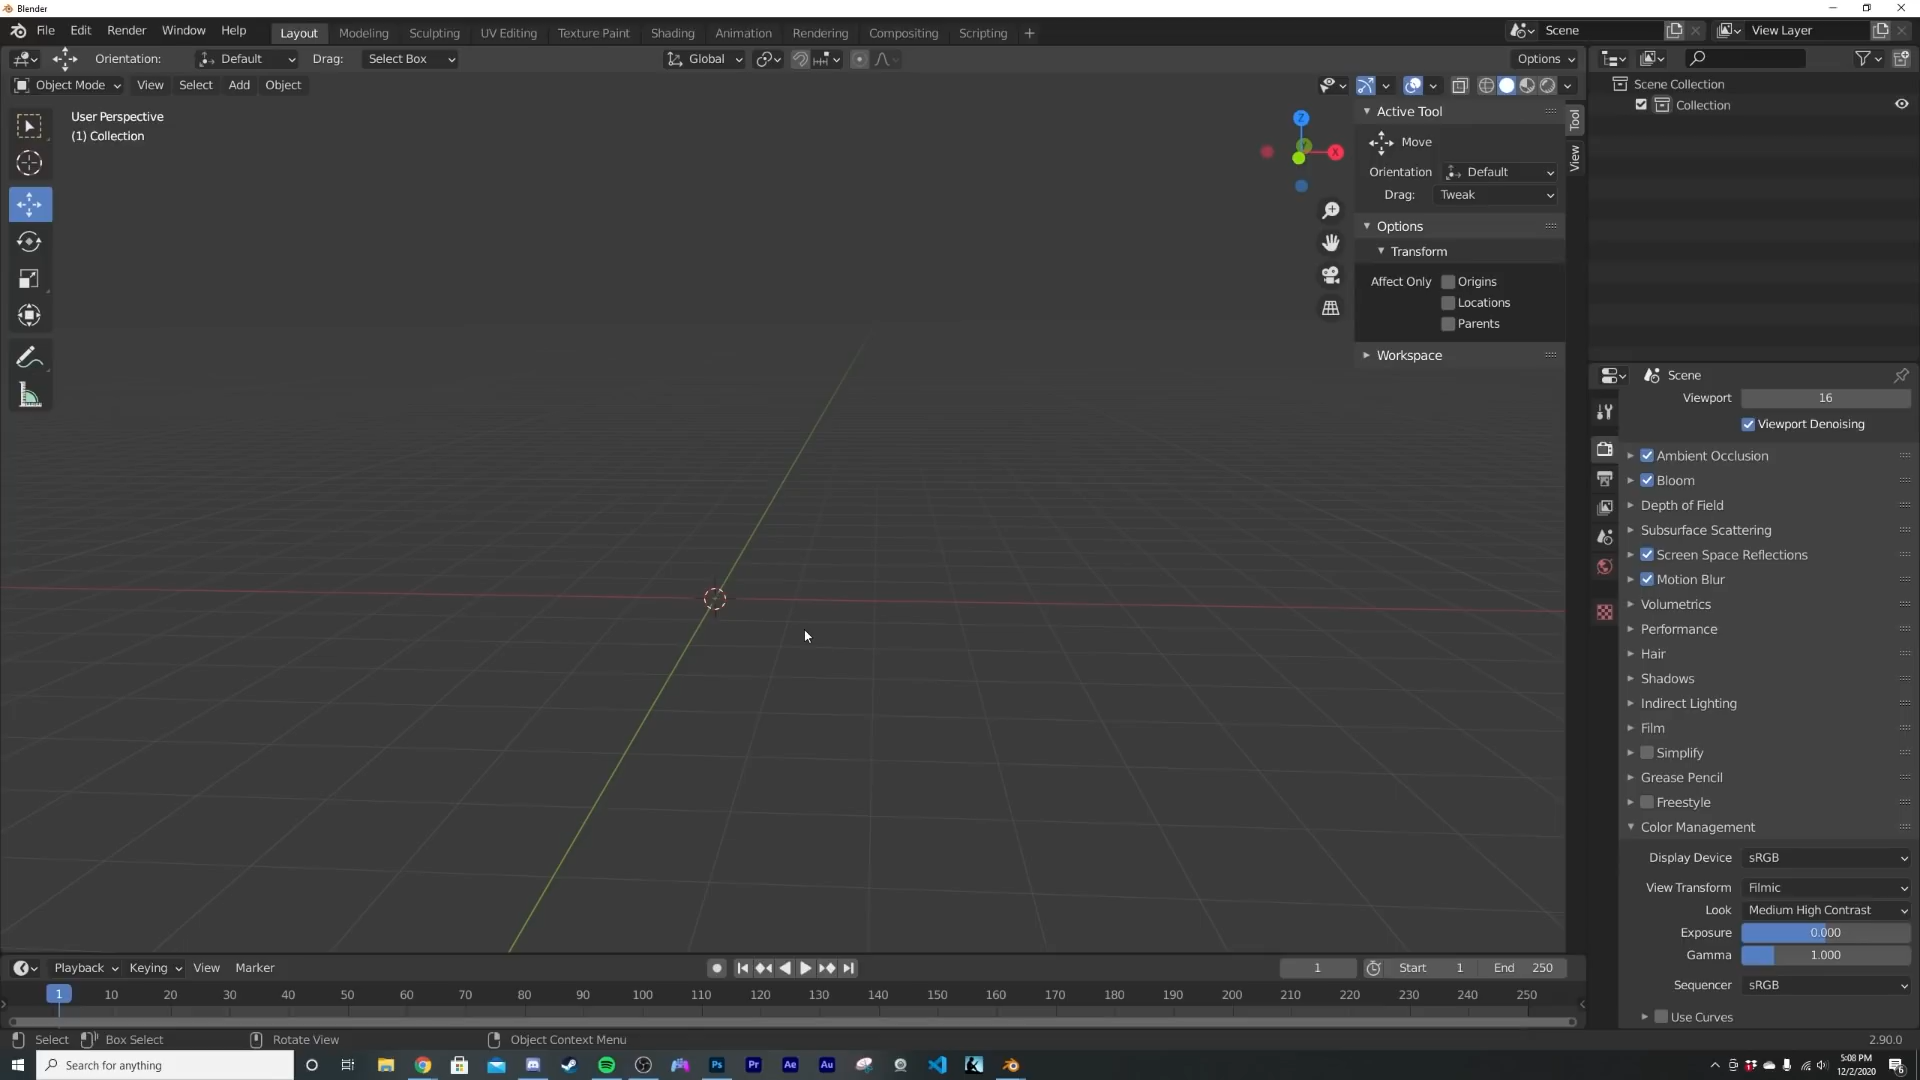 Blender
File Edit Render Window Help Layout Modeling Sculpting UV Editing Texture Paint Shading Animation Rendering Compositing Scripting + Scene View Layer
Orientation: Default Drag: Select Box Global Options
Object Mode View Select Add Object
User Perspective
(1) Collection
Z
Y
X
Active Tool
Move
Orientation Default
Drag: Tweak
Options
Transform
Affect Only Origins
Locations
Parents
Workspace
Tool
View
Scene Collection
Collection
Scene
Viewport 16
Viewport Denoising
Ambient Occlusion
Bloom
Depth of Field
Subsurface Scattering
Screen Space Reflections
Motion Blur
Volumetrics
Performance
Hair
Shadows
Indirect Lighting
Film
Simplify
Grease Pencil
Freestyle
Color Management
Display Device sRGB
View Transform Filmic
Look Medium High Contrast
Exposure 0.000
Gamma 1.000
Sequencer sRGB
Use Curves
Playback Keying View Marker 1 Start 1 End 250
1 10 20 30 40 50 60 70 80 90 100 110 120 130 140 150 160 170 180 190 200 210 220 230 240 250
Select Box Select Rotate View Object Context Menu 2.90.0
Search for anything
Ps Pr Ae Au
5:08 PM
12/2/2020
6